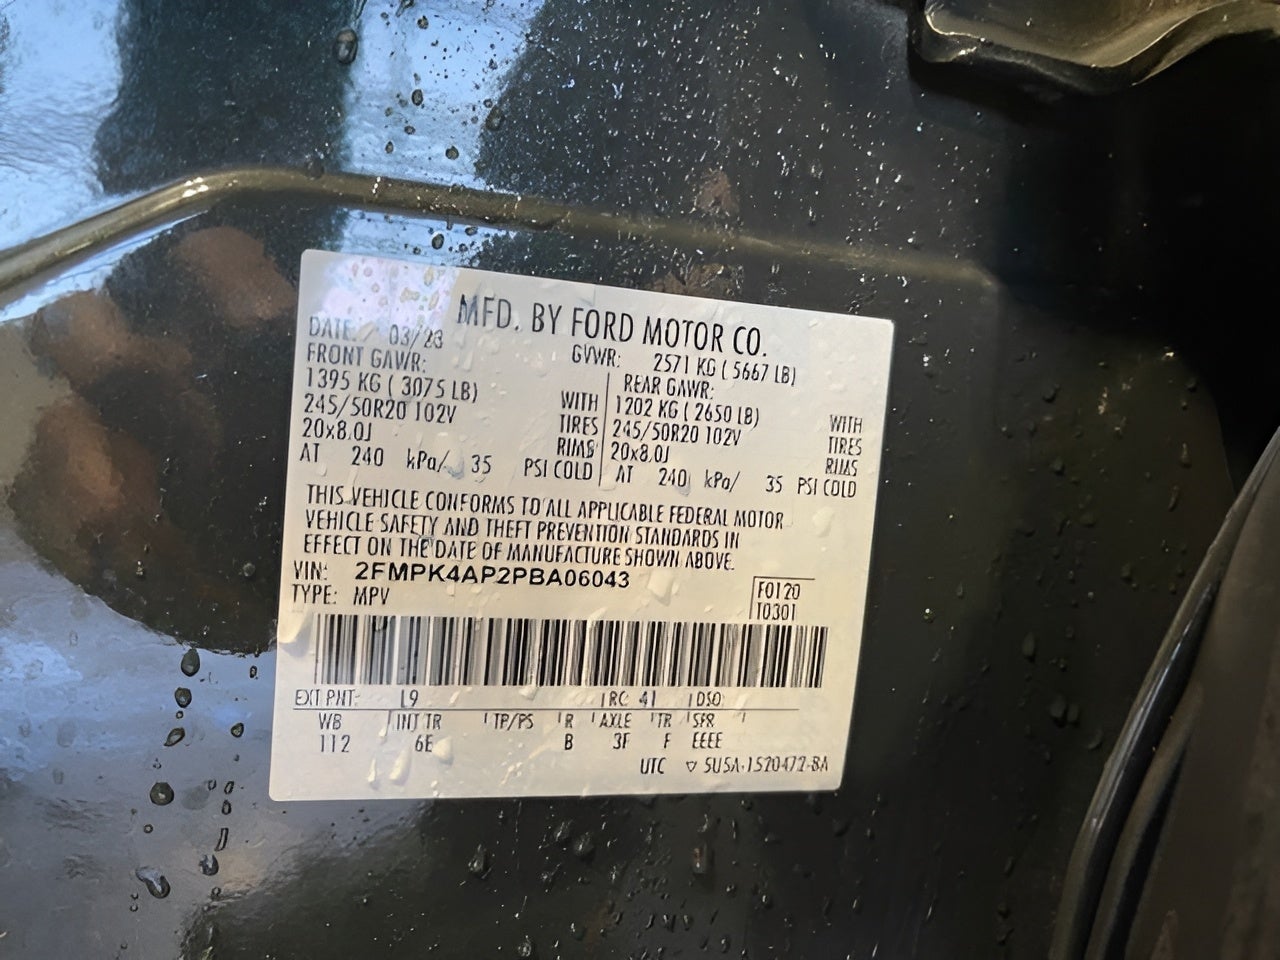 MFD. BY FORD MOTOR CO.
DATE: 03/23 GVWR: 2571 KG ( 5667 LB)
FRONT GAWR: REAR GAWR:
1395 KG ( 3075 LB) WITH 1202 KG ( 2650 LB) WITH
245/50R20 102V TIRES 245/50R20 102V TIRES
20x8.0J RIMS 20x8.0J RIMS
AT 240 kPa/ 35 PSI COLD AT 240 kPa/ 35 PSI COLD
THIS VEHICLE CONFORMS TO ALL APPLICABLE FEDERAL MOTOR
VEHICLE SAFETY AND THEFT PREVENTION STANDARDS IN
EFFECT ON THE DATE OF MANUFACTURE SHOWN ABOVE.
VIN: 2FMPK4AP2PBA06043
TYPE: MPV
F0120
T0301
EXT PNT: L9 RC: 41 DSO:
WB INT TR TP/PS R AXLE TR SPR
112 6E B 3F F EEEE
UTC ▽ 5U5A-1520472-BA